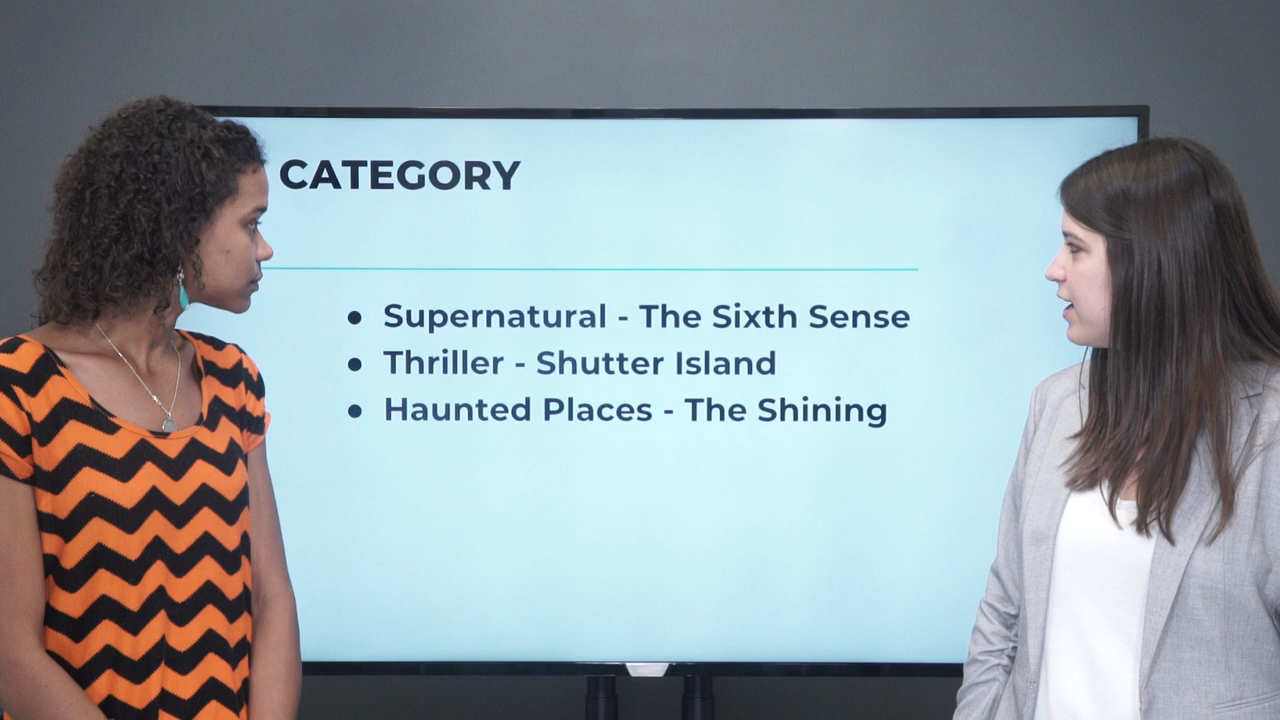 CATEGORY
● Supernatural - The Sixth Sense
● Thriller - Shutter Island
● Haunted Places - The Shining